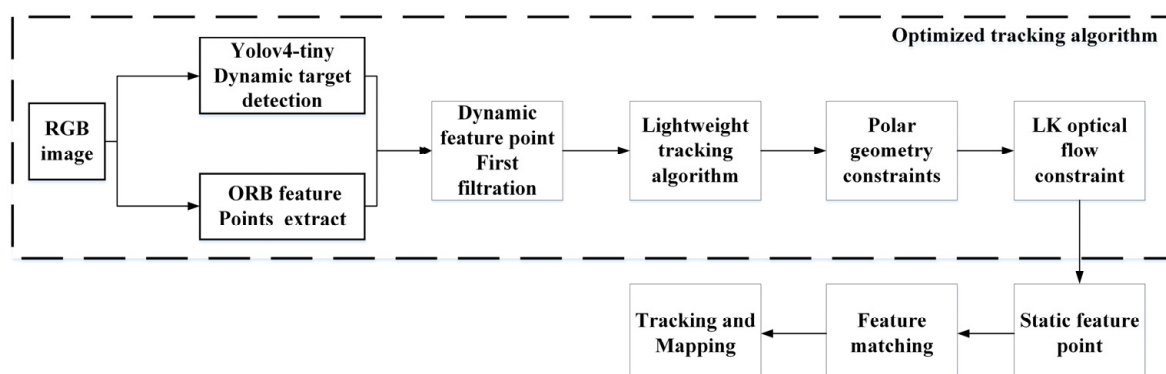 Optimized tracking algorithm
RGB
image
Yolov4-tiny
Dynamic target
detection
ORB feature
Points extract
Dynamic
feature point
First
filtration
Lightweight
tracking
algorithm
Polar
geometry
constraints
LK optical
flow
constraint
Static feature
point
Feature
matching
Tracking and
Mapping